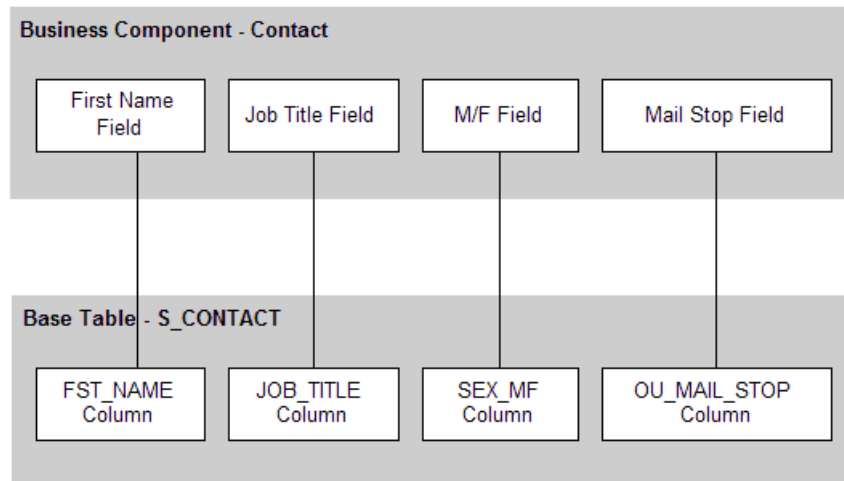 Business Component - Contact
First Name
Field
Job Title Field
M/F Field
Mail Stop Field
Base Table - S_CONTACT
FST_NAME
Column
JOB_TITLE
Column
SEX_MF
Column
OU_MAIL_STOP
Column